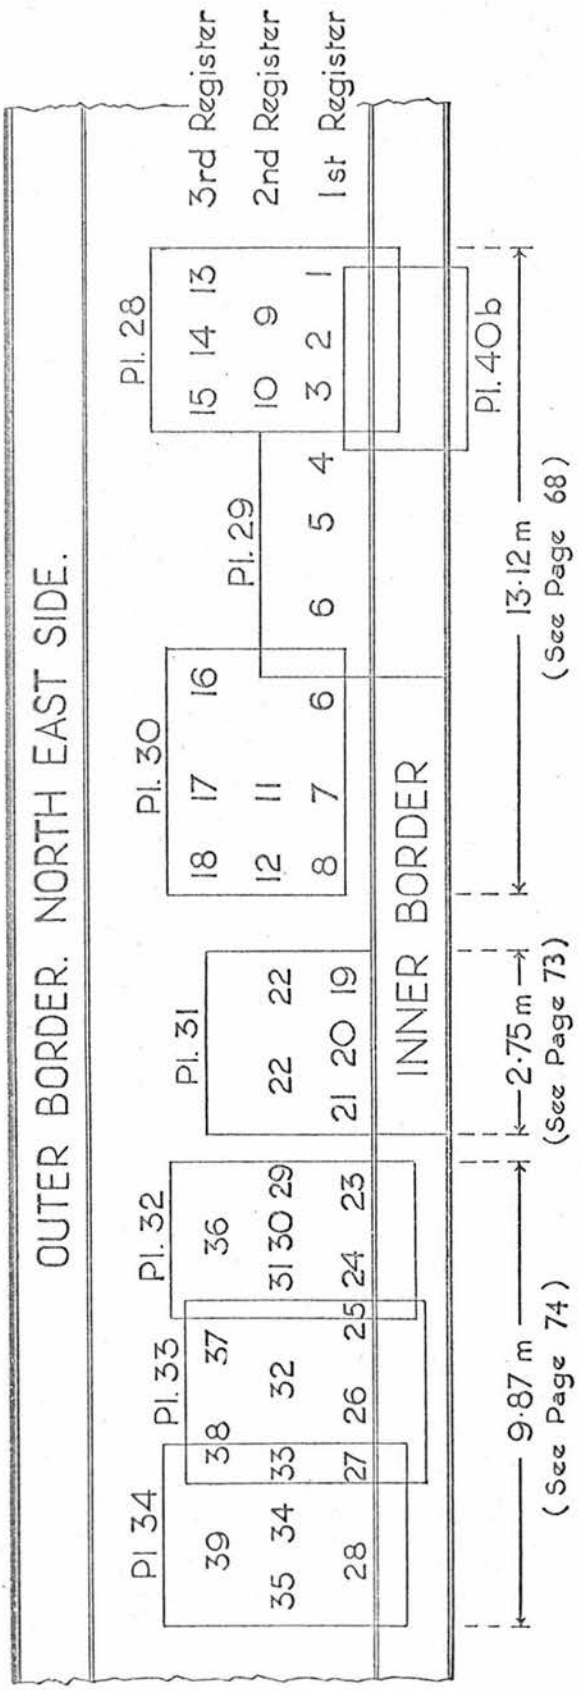 OUTER BORDER. NORTH EAST SIDE.
Pl. 34 Pl. 33 Pl. 32 Pl. 31 Pl. 30 Pl. 29 Pl. 28
39 38 37 36 18 17 16 15 14 13 3rd Register
35 34 33 32 31 30 29 22 22 12 11 10 9 2nd Register
28 27 26 25 24 23 21 20 19 8 7 6 6 5 4 3 2 1 1st Register
INNER BORDER
Pl. 40b
9·87 m 2·75 m 13·12 m
(See Page 74) (See Page 73) (See Page 68)